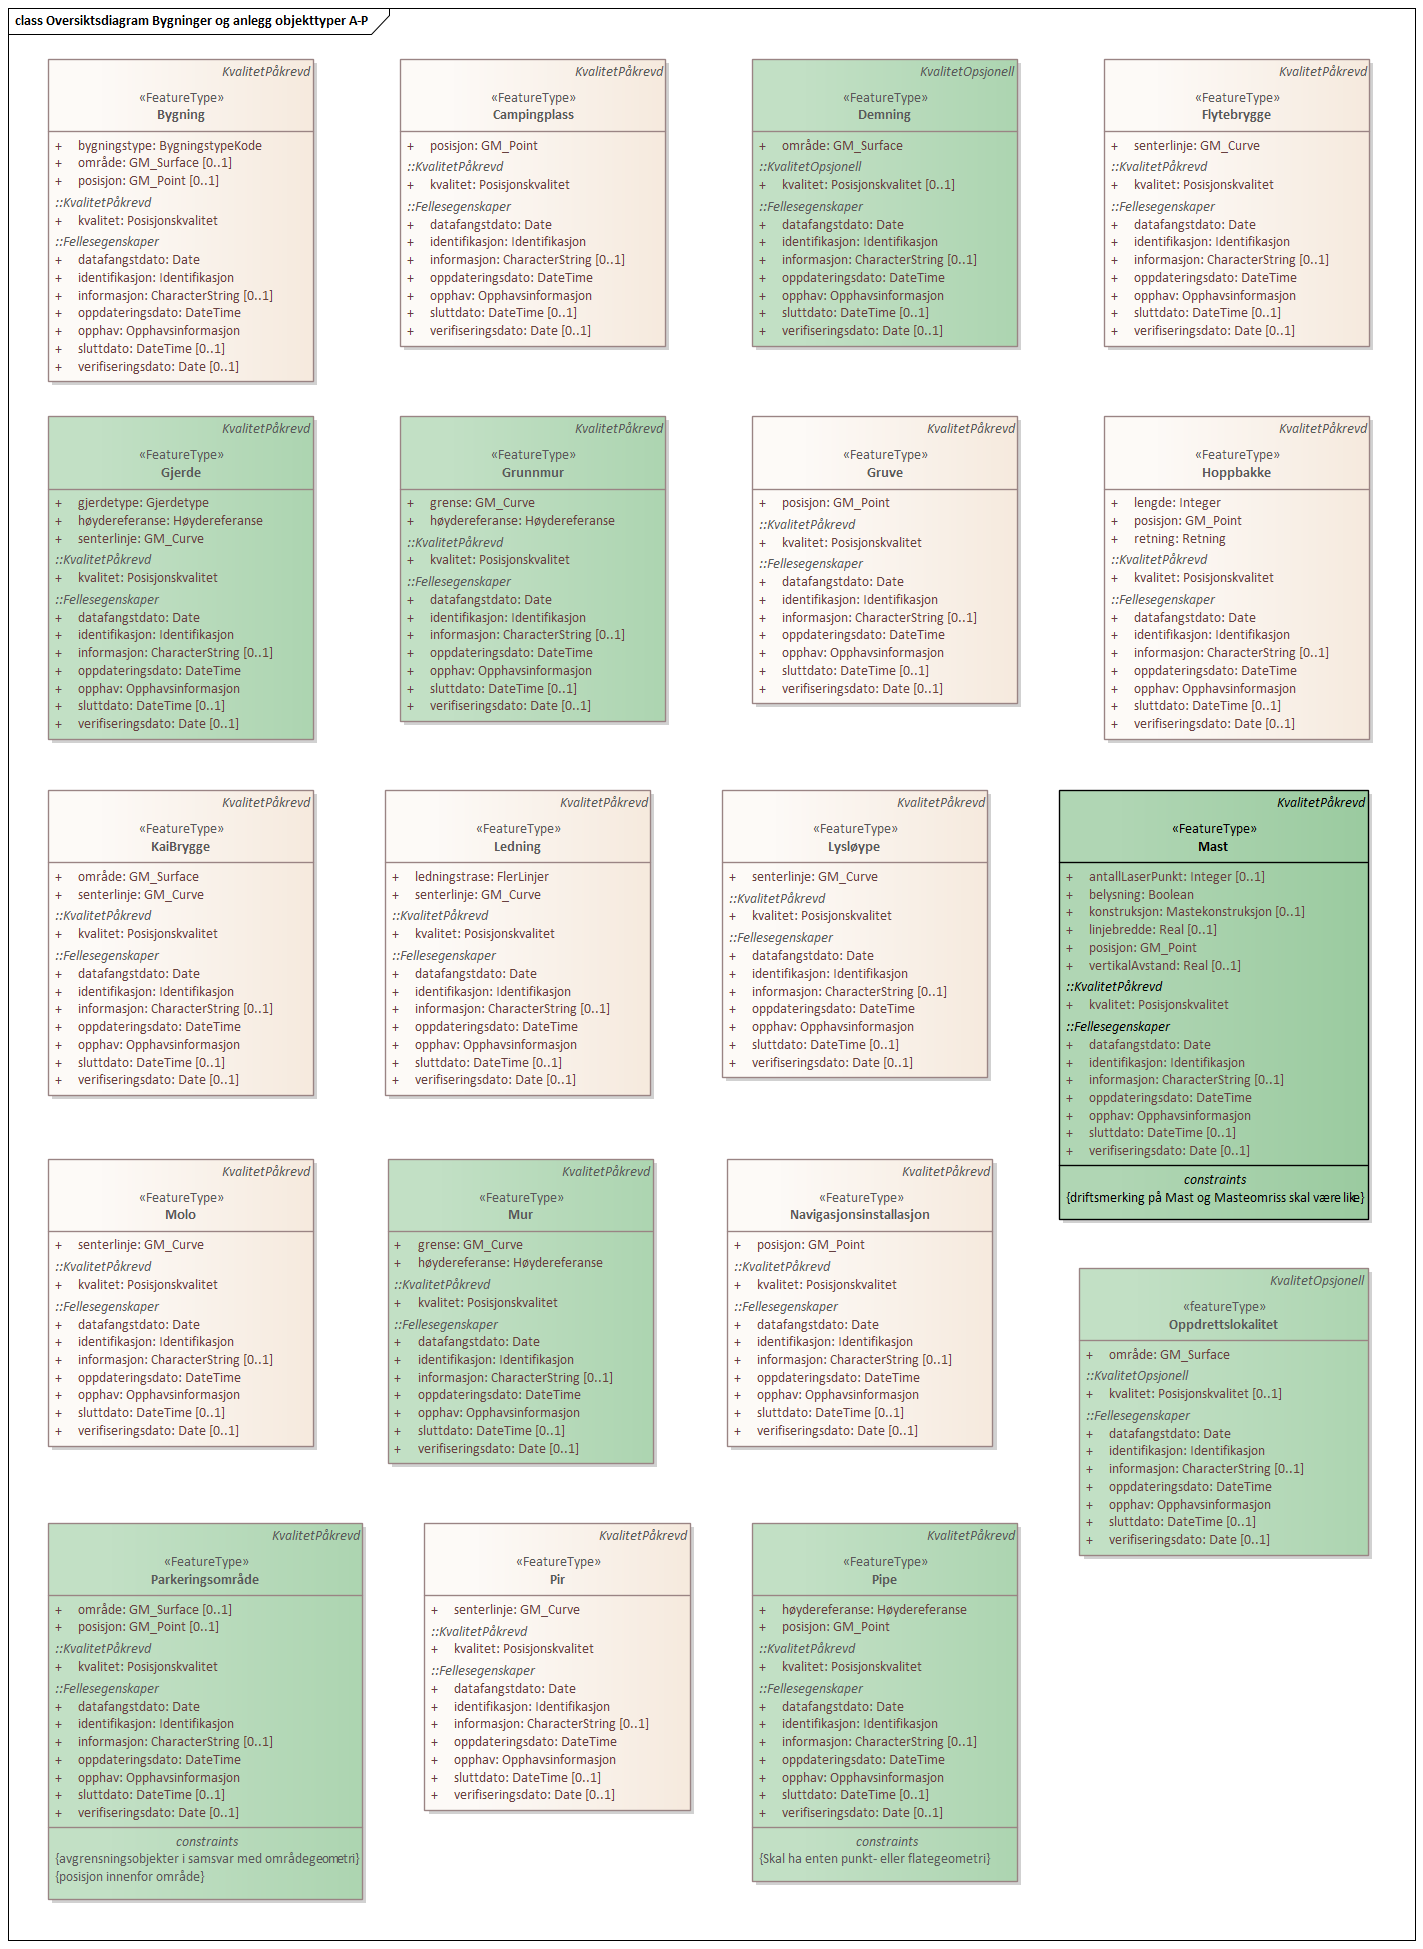 class Oversiktsdiagram Bygninger og anlegg objekttyper A-P
KvalitetPåkrevd
«FeatureType»
Bygning
+ bygningstype: BygningstypeKode
+ område: GM_Surface [0..1]
+ posisjon: GM_Point [0..1]
::KvalitetPåkrevd
+ kvalitet: Posisjonskvalitet
::Fellesegenskaper
+ datafangstdato: Date
+ identifikasjon: Identifikasjon
+ informasjon: CharacterString [0..1]
+ oppdateringsdato: DateTime
+ opphav: Opphavsinformasjon
+ sluttdato: DateTime [0..1]
+ verifiseringsdato: Date [0..1]
KvalitetPåkrevd
«FeatureType»
Campingplass
+ posisjon: GM_Point
::KvalitetPåkrevd
+ kvalitet: Posisjonskvalitet
::Fellesegenskaper
+ datafangstdato: Date
+ identifikasjon: Identifikasjon
+ informasjon: CharacterString [0..1]
+ oppdateringsdato: DateTime
+ opphav: Opphavsinformasjon
+ sluttdato: DateTime [0..1]
+ verifiseringsdato: Date [0..1]
KvalitetOpsjonell
«FeatureType»
Demning
+ område: GM_Surface
::KvalitetOpsjonell
+ kvalitet: Posisjonskvalitet [0..1]
::Fellesegenskaper
+ datafangstdato: Date
+ identifikasjon: Identifikasjon
+ informasjon: CharacterString [0..1]
+ oppdateringsdato: DateTime
+ opphav: Opphavsinformasjon
+ sluttdato: DateTime [0..1]
+ verifiseringsdato: Date [0..1]
KvalitetPåkrevd
«FeatureType»
Flytebrygge
+ senterlinje: GM_Curve
::KvalitetPåkrevd
+ kvalitet: Posisjonskvalitet
::Fellesegenskaper
+ datafangstdato: Date
+ identifikasjon: Identifikasjon
+ informasjon: CharacterString [0..1]
+ oppdateringsdato: DateTime
+ opphav: Opphavsinformasjon
+ sluttdato: DateTime [0..1]
+ verifiseringsdato: Date [0..1]
KvalitetPåkrevd
«FeatureType»
Gjerde
+ gjerdetype: Gjerdetype
+ høydereferanse: Høydereferanse
+ senterlinje: GM_Curve
::KvalitetPåkrevd
+ kvalitet: Posisjonskvalitet
::Fellesegenskaper
+ datafangstdato: Date
+ identifikasjon: Identifikasjon
+ informasjon: CharacterString [0..1]
+ oppdateringsdato: DateTime
+ opphav: Opphavsinformasjon
+ sluttdato: DateTime [0..1]
+ verifiseringsdato: Date [0..1]
KvalitetPåkrevd
«FeatureType»
Grunnmur
+ grense: GM_Curve
+ høydereferanse: Høydereferanse
::KvalitetPåkrevd
+ kvalitet: Posisjonskvalitet
::Fellesegenskaper
+ datafangstdato: Date
+ identifikasjon: Identifikasjon
+ informasjon: CharacterString [0..1]
+ oppdateringsdato: DateTime
+ opphav: Opphavsinformasjon
+ sluttdato: DateTime [0..1]
+ verifiseringsdato: Date [0..1]
KvalitetPåkrevd
«FeatureType»
Gruve
+ posisjon: GM_Point
::KvalitetPåkrevd
+ kvalitet: Posisjonskvalitet
::Fellesegenskaper
+ datafangstdato: Date
+ identifikasjon: Identifikasjon
+ informasjon: CharacterString [0..1]
+ oppdateringsdato: DateTime
+ opphav: Opphavsinformasjon
+ sluttdato: DateTime [0..1]
+ verifiseringsdato: Date [0..1]
KvalitetPåkrevd
«FeatureType»
Hoppbakke
+ lengde: Integer
+ posisjon: GM_Point
+ retning: Retning
::KvalitetPåkrevd
+ kvalitet: Posisjonskvalitet
::Fellesegenskaper
+ datafangstdato: Date
+ identifikasjon: Identifikasjon
+ informasjon: CharacterString [0..1]
+ oppdateringsdato: DateTime
+ opphav: Opphavsinformasjon
+ sluttdato: DateTime [0..1]
+ verifiseringsdato: Date [0..1]
KvalitetPåkrevd
«FeatureType»
KaiBrygge
+ område: GM_Surface
+ senterlinje: GM_Curve
::KvalitetPåkrevd
+ kvalitet: Posisjonskvalitet
::Fellesegenskaper
+ datafangstdato: Date
+ identifikasjon: Identifikasjon
+ informasjon: CharacterString [0..1]
+ oppdateringsdato: DateTime
+ opphav: Opphavsinformasjon
+ sluttdato: DateTime [0..1]
+ verifiseringsdato: Date [0..1]
KvalitetPåkrevd
«FeatureType»
Ledning
+ ledningstrase: FlerLinjer
+ senterlinje: GM_Curve
::KvalitetPåkrevd
+ kvalitet: Posisjonskvalitet
::Fellesegenskaper
+ datafangstdato: Date
+ identifikasjon: Identifikasjon
+ informasjon: CharacterString [0..1]
+ oppdateringsdato: DateTime
+ opphav: Opphavsinformasjon
+ sluttdato: DateTime [0..1]
+ verifiseringsdato: Date [0..1]
KvalitetPåkrevd
«FeatureType»
Lysløype
+ senterlinje: GM_Curve
::KvalitetPåkrevd
+ kvalitet: Posisjonskvalitet
::Fellesegenskaper
+ datafangstdato: Date
+ identifikasjon: Identifikasjon
+ informasjon: CharacterString [0..1]
+ oppdateringsdato: DateTime
+ opphav: Opphavsinformasjon
+ sluttdato: DateTime [0..1]
+ verifiseringsdato: Date [0..1]
KvalitetPåkrevd
«FeatureType»
Mast
+ antallLaserPunkt: Integer [0..1]
+ belysning: Boolean
+ konstruksjon: Mastekonstruksjon [0..1]
+ linjebredde: Real [0..1]
+ posisjon: GM_Point
+ vertikalAvstand: Real [0..1]
::KvalitetPåkrevd
+ kvalitet: Posisjonskvalitet
::Fellesegenskaper
+ datafangstdato: Date
+ identifikasjon: Identifikasjon
+ informasjon: CharacterString [0..1]
+ oppdateringsdato: DateTime
+ opphav: Opphavsinformasjon
+ sluttdato: DateTime [0..1]
+ verifiseringsdato: Date [0..1]
constraints
{driftsmerking på Mast og Masteomriss skal være like}
KvalitetPåkrevd
«FeatureType»
Molo
+ senterlinje: GM_Curve
::KvalitetPåkrevd
+ kvalitet: Posisjonskvalitet
::Fellesegenskaper
+ datafangstdato: Date
+ identifikasjon: Identifikasjon
+ informasjon: CharacterString [0..1]
+ oppdateringsdato: DateTime
+ opphav: Opphavsinformasjon
+ sluttdato: DateTime [0..1]
+ verifiseringsdato: Date [0..1]
KvalitetPåkrevd
«FeatureType»
Mur
+ grense: GM_Curve
+ høydereferanse: Høydereferanse
::KvalitetPåkrevd
+ kvalitet: Posisjonskvalitet
::Fellesegenskaper
+ datafangstdato: Date
+ identifikasjon: Identifikasjon
+ informasjon: CharacterString [0..1]
+ oppdateringsdato: DateTime
+ opphav: Opphavsinformasjon
+ sluttdato: DateTime [0..1]
+ verifiseringsdato: Date [0..1]
KvalitetPåkrevd
«FeatureType»
Navigasjonsinstallasjon
+ posisjon: GM_Point
::KvalitetPåkrevd
+ kvalitet: Posisjonskvalitet
::Fellesegenskaper
+ datafangstdato: Date
+ identifikasjon: Identifikasjon
+ informasjon: CharacterString [0..1]
+ oppdateringsdato: DateTime
+ opphav: Opphavsinformasjon
+ sluttdato: DateTime [0..1]
+ verifiseringsdato: Date [0..1]
KvalitetOpsjonell
«featureType»
Oppdrettslokalitet
+ område: GM_Surface
::KvalitetOpsjonell
+ kvalitet: Posisjonskvalitet [0..1]
::Fellesegenskaper
+ datafangstdato: Date
+ identifikasjon: Identifikasjon
+ informasjon: CharacterString [0..1]
+ oppdateringsdato: DateTime
+ opphav: Opphavsinformasjon
+ sluttdato: DateTime [0..1]
+ verifiseringsdato: Date [0..1]
KvalitetPåkrevd
«FeatureType»
Parkeringsområde
+ område: GM_Surface [0..1]
+ posisjon: GM_Point [0..1]
::KvalitetPåkrevd
+ kvalitet: Posisjonskvalitet
::Fellesegenskaper
+ datafangstdato: Date
+ identifikasjon: Identifikasjon
+ informasjon: CharacterString [0..1]
+ oppdateringsdato: DateTime
+ opphav: Opphavsinformasjon
+ sluttdato: DateTime [0..1]
+ verifiseringsdato: Date [0..1]
constraints
{avgrensningsobjekter i samsvar med områdegeometri}
{posisjon innenfor område}
KvalitetPåkrevd
«FeatureType»
Pir
+ senterlinje: GM_Curve
::KvalitetPåkrevd
+ kvalitet: Posisjonskvalitet
::Fellesegenskaper
+ datafangstdato: Date
+ identifikasjon: Identifikasjon
+ informasjon: CharacterString [0..1]
+ oppdateringsdato: DateTime
+ opphav: Opphavsinformasjon
+ sluttdato: DateTime [0..1]
+ verifiseringsdato: Date [0..1]
KvalitetPåkrevd
«FeatureType»
Pipe
+ høydereferanse: Høydereferanse
+ posisjon: GM_Point
::KvalitetPåkrevd
+ kvalitet: Posisjonskvalitet
::Fellesegenskaper
+ datafangstdato: Date
+ identifikasjon: Identifikasjon
+ informasjon: CharacterString [0..1]
+ oppdateringsdato: DateTime
+ opphav: Opphavsinformasjon
+ sluttdato: DateTime [0..1]
+ verifiseringsdato: Date [0..1]
constraints
{Skal ha enten punkt- eller flategeometri}